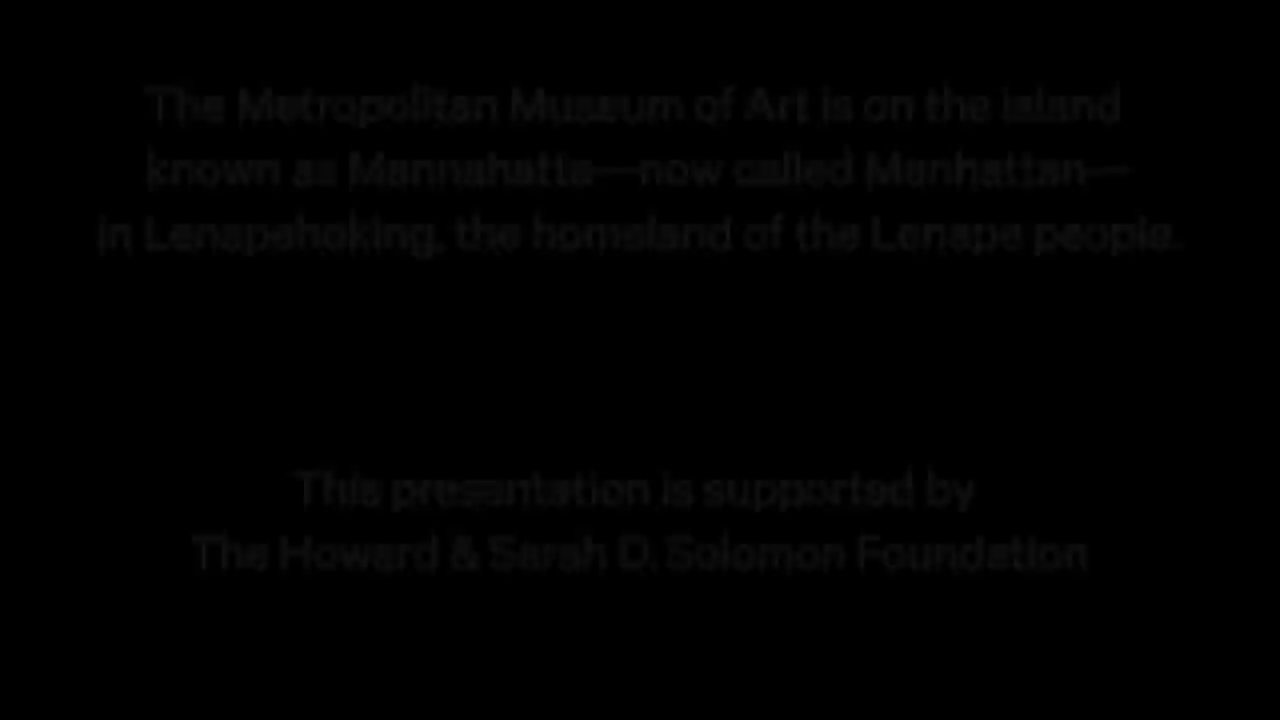 The Metropolitan Museum of Art is on the island
known as Mannahatta—now called Manhattan—
in Lenapehoking, the homeland of the Lenape people.
This presentation is supported by
The Howard & Sarah D. Solomon Foundation